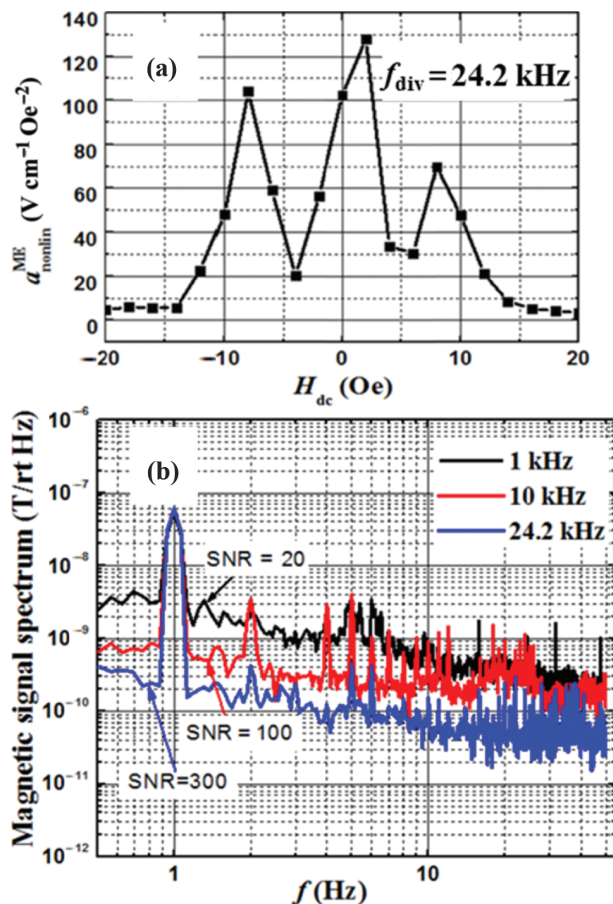 140
120
100
80
60
40
20
0
(a)
f_div = 24.2 kHz
a^ME_nonlin (V cm⁻¹ Oe⁻²)
−20 −10 0 10 20
H_dc (Oe)
10⁻⁶
10⁻⁷
10⁻⁸
10⁻⁹
10⁻¹⁰
10⁻¹¹
10⁻¹²
(b)
1 kHz
10 kHz
24.2 kHz
SNR = 20
SNR = 100
SNR=300
Magnetic signal spectrum (T/rt Hz)
1 10
f (Hz)